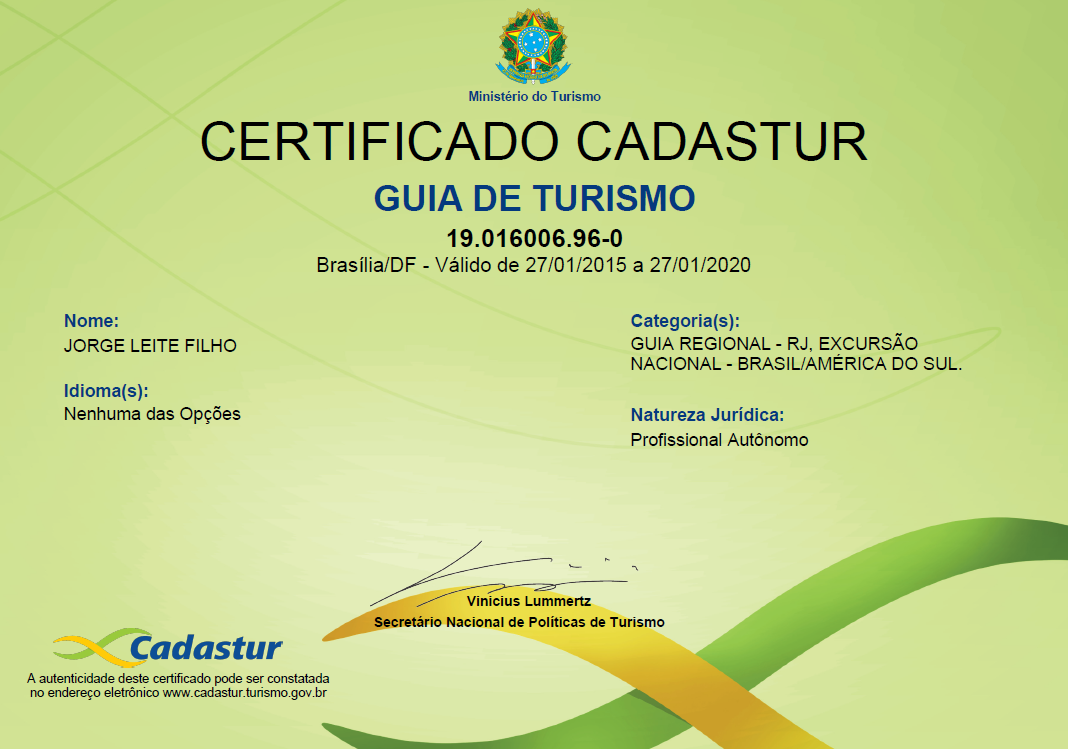 Ministério do Turismo
CERTIFICADO CADASTUR
GUIA DE TURISMO
19.016006.96-0
Brasília/DF - Válido de 27/01/2015 a 27/01/2020
Nome:
JORGE LEITE FILHO
Idioma(s):
Nenhuma das Opções
Categoria(s):
GUIA REGIONAL - RJ, EXCURSÃO
NACIONAL - BRASIL/AMÉRICA DO SUL.
Natureza Jurídica:
Profissional Autônomo
Vinicius Lummertz
Secretário Nacional de Políticas de Turismo
Cadastur
A autenticidade deste certificado pode ser constatada
no endereço eletrônico www.cadastur.turismo.gov.br